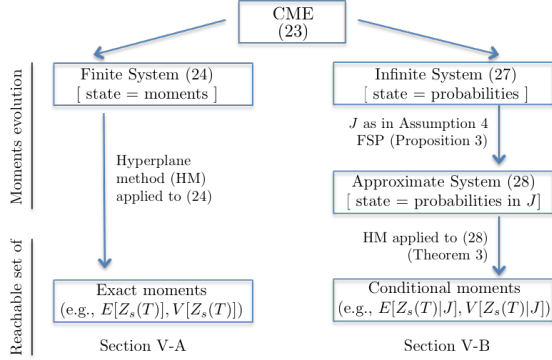 CME
(23)
Finite System (24)
[ state = moments ]
Infinite System (27)
[ state = probabilities ]
Moments evolution
J as in Assumption 4
FSP (Proposition 3)
Hyperplane
method (HM)
applied to (24)
Approximate System (28)
[ state = probabilities in J]
HM applied to (28)
(Theorem 3)
Reachable set of
Exact moments
(e.g., E[Z_s(T)], V[Z_s(T)])
Conditional moments
(e.g., E[Z_s(T)|J], V[Z_s(T)|J])
Section V-A
Section V-B